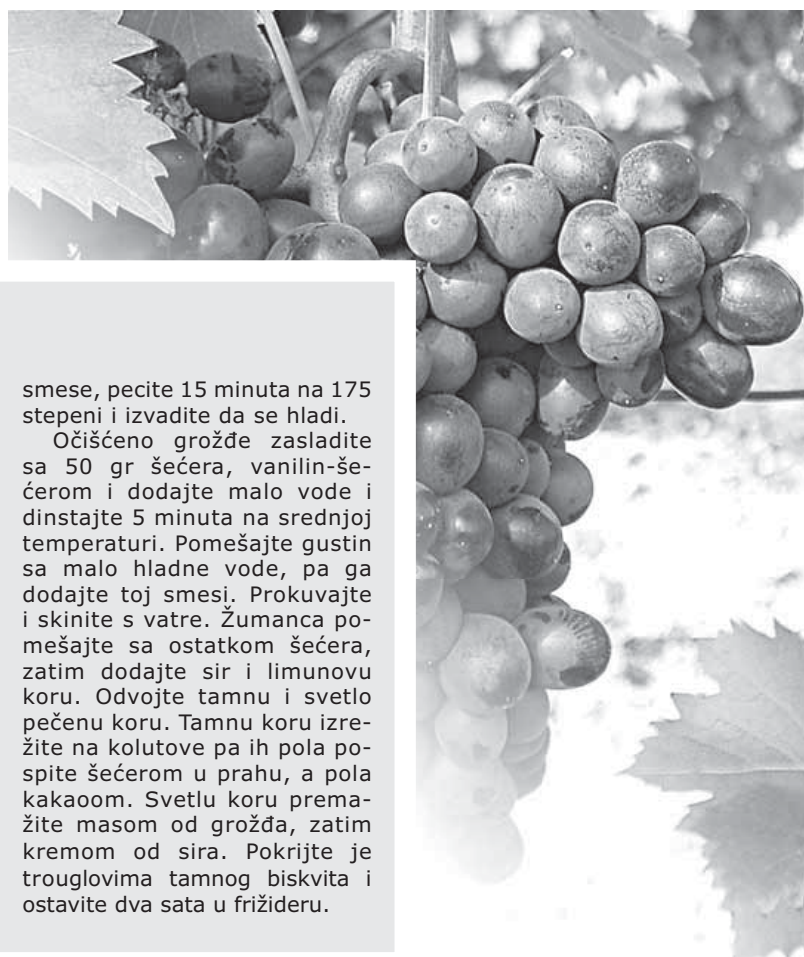 smese, pecite 15 minuta na 175
stepeni i izvadite da se hladi.
Očišćeno grožđe zasladite
sa 50 gr šećera, vanilin-še-
ćerom i dodajte malo vode i
dinstajte 5 minuta na srednjoj
temperaturi. Pomešajte gustin
sa malo hladne vode, pa ga
dodajte toj smesi. Prokuvajte
i skinite s vatre. Žumanca po-
mešajte sa ostatkom šećera,
zatim dodajte sir i limunovu
koru. Odvojte tamnu i svetlo
pečenu koru. Tamnu koru izre-
žite na kolutove pa ih pola po-
spite šećerom u prahu, a pola
kakaoom. Svetlu koru prema-
žite masom od grožđa, zatim
kremom od sira. Pokrijte je
trouglovima tamnog biskvita i
ostavite dva sata u frižideru.